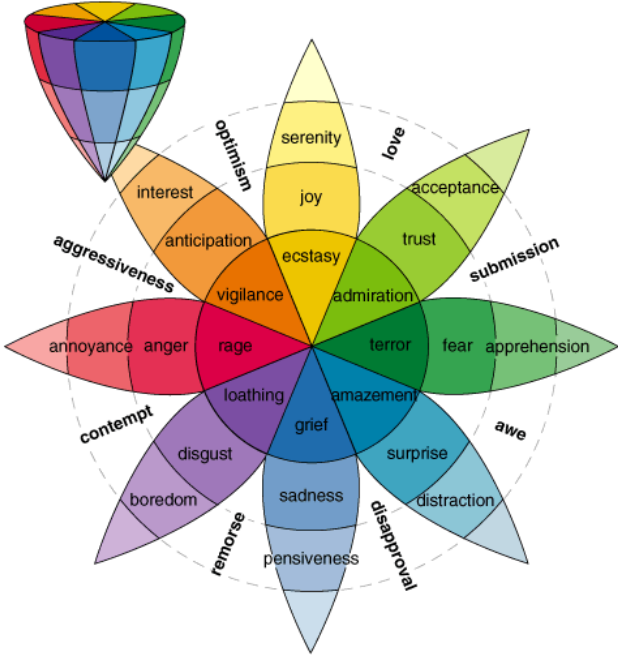 optimism
love
serenity
joy
ecstasy
interest
anticipation
vigilance
acceptance
trust
admiration
aggressiveness
submission
annoyance anger rage terror fear apprehension
loathing
amazement
grief
contempt
awe
disgust
surprise
boredom
sadness
distraction
remorse
disapproval
pensiveness